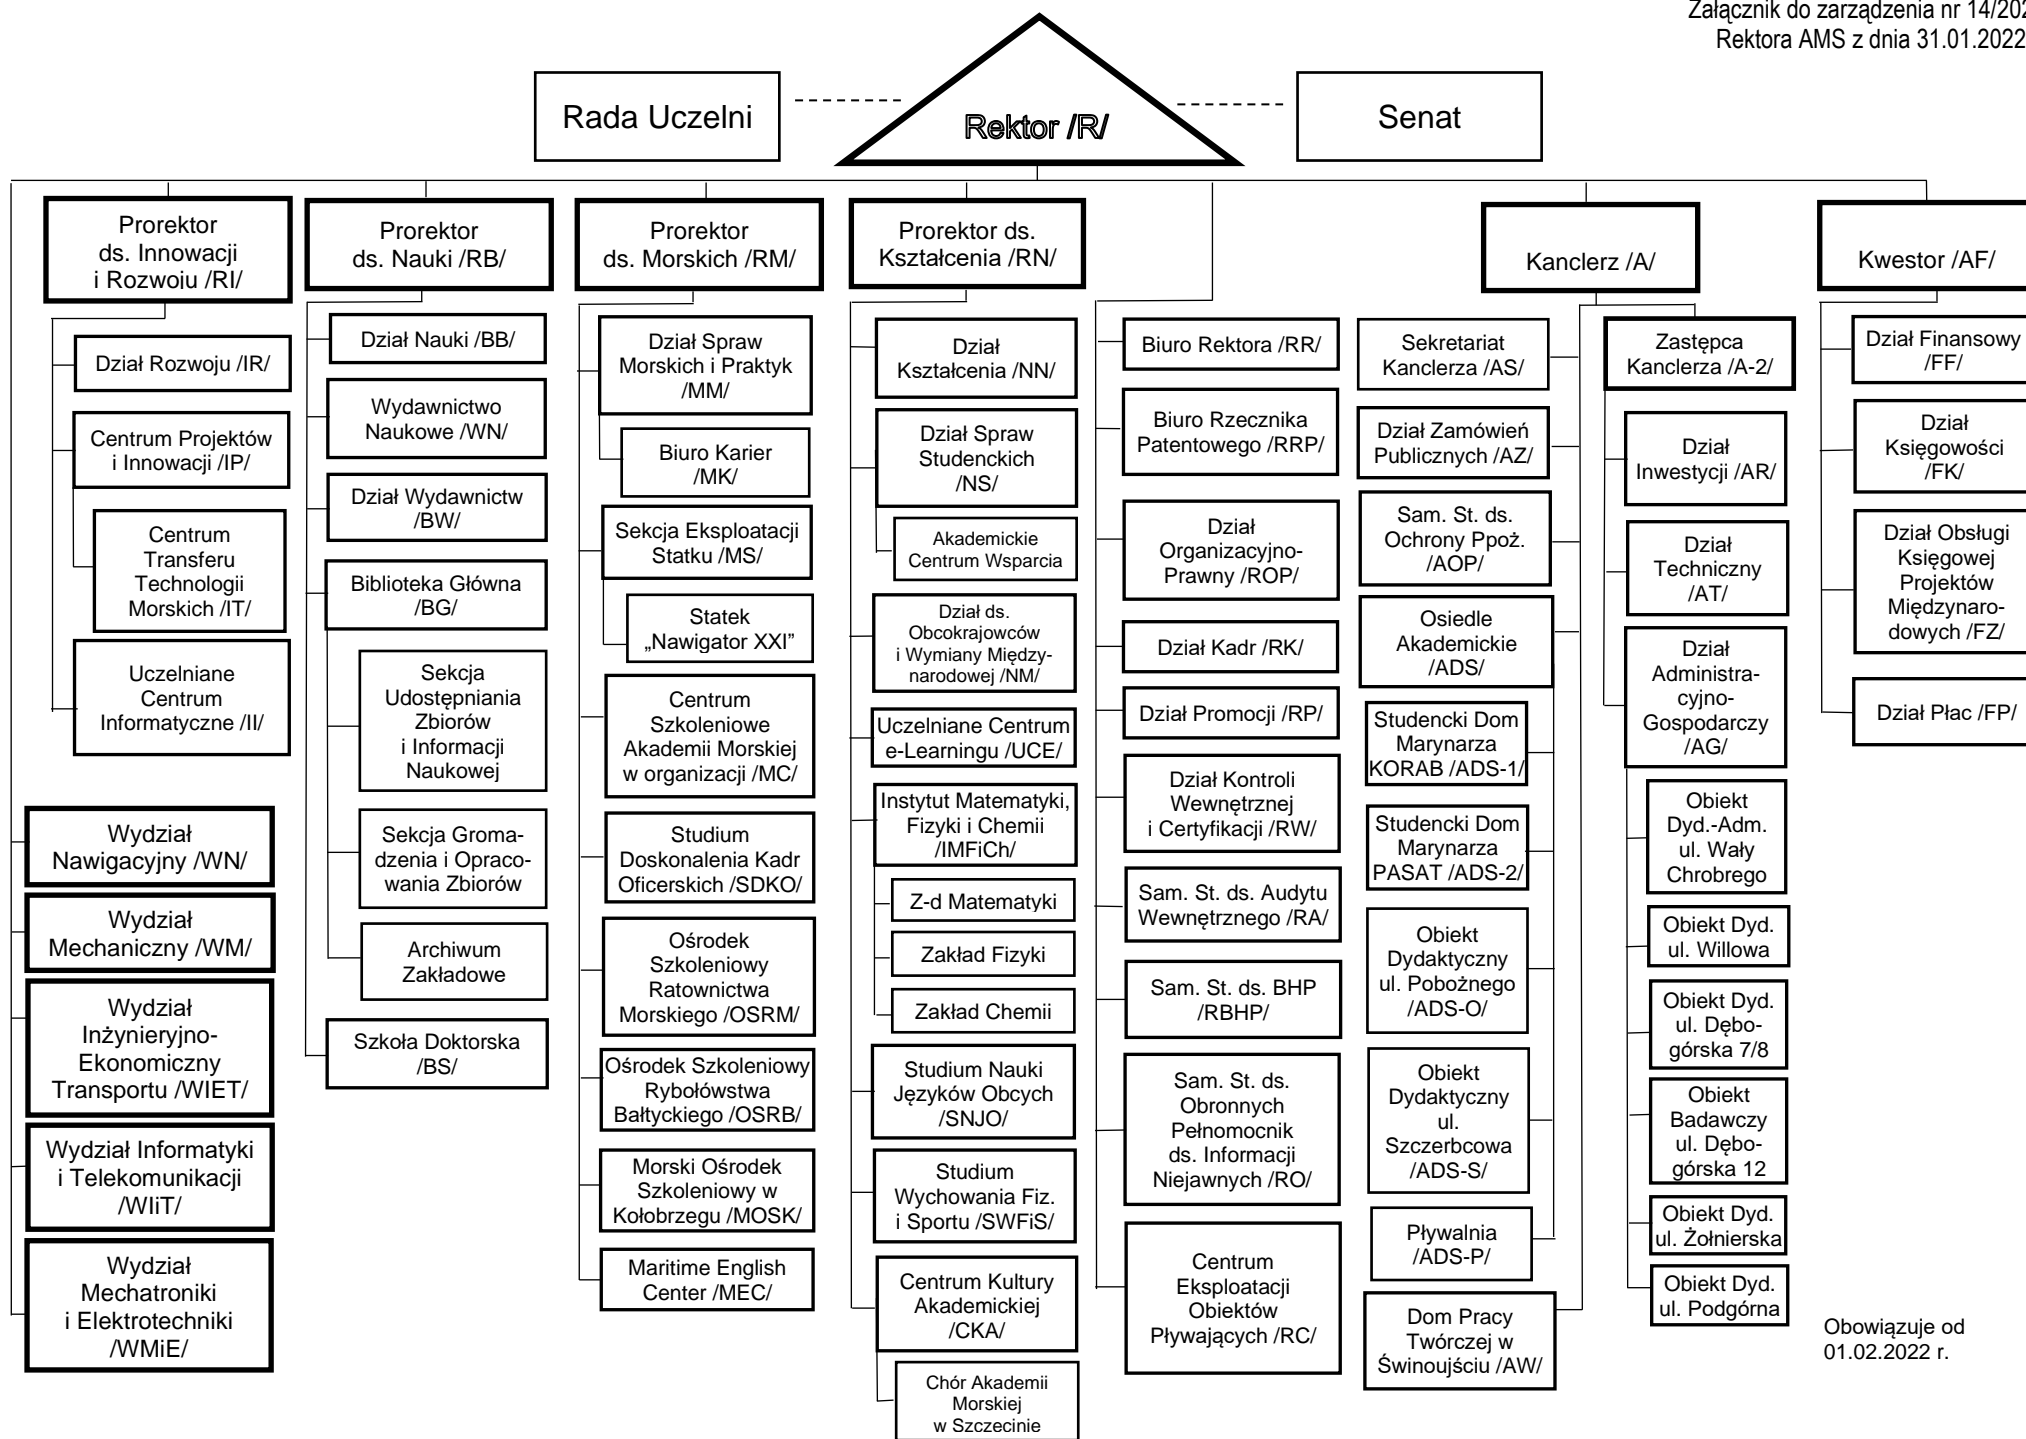 Załącznik do zarządzenia nr 14/202
Rektora AMS z dnia 31.01.2022
Rada Uczelni
Rektor /R/
Senat
Prorektor
ds. Innowacji
i Rozwoju /RI/
Prorektor
ds. Nauki /RB/
Prorektor
ds. Morskich /RM/
Prorektor ds.
Kształcenia /RN/
Kanclerz /A/
Kwestor /AF/
Dział Rozwoju /IR/
Centrum Projektów
i Innowacji /IP/
Centrum
Transferu
Technologii
Morskich /IT/
Uczelniane
Centrum
Informatyczne /II/
Wydział
Nawigacyjny /WN/
Wydział
Mechaniczny /WM/
Wydział
Inżynieryjno-
Ekonomiczny
Transportu /WIET/
Wydział Informatyki
i Telekomunikacji
/WIiT/
Wydział
Mechatroniki
i Elektrotechniki
/WMiE/
Dział Nauki /BB/
Wydawnictwo
Naukowe /WN/
Dział Wydawnictw
/BW/
Biblioteka Główna
/BG/
Sekcja
Udostępniania
Zbiorów
i Informacji
Naukowej
Sekcja Groma-
dzenia i Opraco-
wania Zbiorów
Archiwum
Zakładowe
Szkoła Doktorska
/BS/
Dział Spraw
Morskich i Praktyk
/MM/
Biuro Karier
/MK/
Sekcja Eksploatacji
Statku /MS/
Statek
„Nawigator XXI”
Centrum
Szkoleniowe
Akademii Morskiej
w organizacji /MC/
Studium
Doskonalenia Kadr
Oficerskich /SDKO/
Ośrodek
Szkoleniowy
Ratownictwa
Morskiego /OSRM/
Ośrodek Szkoleniowy
Rybołówstwa
Bałtyckiego /OSRB/
Morski Ośrodek
Szkoleniowy w
Kołobrzegu /MOSK/
Maritime English
Center /MEC/
Dział
Kształcenia /NN/
Dział Spraw
Studenckich
/NS/
Akademickie
Centrum Wsparcia
Dział ds.
Obcokrajowców
i Wymiany Między-
narodowej /NM/
Uczelniane Centrum
e-Learningu /UCE/
Instytut Matematyki,
Fizyki i Chemii
/IMFiCh/
Z-d Matematyki
Zakład Fizyki
Zakład Chemii
Studium Nauki
Języków Obcych
/SNJO/
Studium
Wychowania Fiz.
i Sportu /SWFiS/
Centrum Kultury
Akademickiej
/CKA/
Chór Akademii
Morskiej
w Szczecinie
Biuro Rektora /RR/
Biuro Rzecznika
Patentowego /RRP/
Dział
Organizacyjno-
Prawny /ROP/
Dział Kadr /RK/
Dział Promocji /RP/
Dział Kontroli
Wewnętrznej
i Certyfikacji /RW/
Sam. St. ds. Audytu
Wewnętrznego /RA/
Sam. St. ds. BHP
/RBHP/
Sam. St. ds.
Obronnych
Pełnomocnik
ds. Informacji
Niejawnych /RO/
Centrum
Eksploatacji
Obiektów
Pływających /RC/
Sekretariat
Kanclerza /AS/
Dział Zamówień
Publicznych /AZ/
Sam. St. ds.
Ochrony Ppoż.
/AOP/
Osiedle
Akademickie
/ADS/
Studencki Dom
Marynarza
KORAB /ADS-1/
Studencki Dom
Marynarza
PASAT /ADS-2/
Obiekt
Dydaktyczny
ul. Pobożnego
/ADS-O/
Obiekt
Dydaktyczny
ul.
Szczerbcowa
/ADS-S/
Pływalnia
/ADS-P/
Dom Pracy
Twórczej w
Świnoujściu /AW/
Zastępca
Kanclerza /A-2/
Dział
Inwestycji /AR/
Dział
Techniczny
/AT/
Dział
Administra-
cyjno-
Gospodarczy
/AG/
Obiekt
Dyd.-Adm.
ul. Wały
Chrobrego
Obiekt Dyd.
ul. Willowa
Obiekt Dyd.
ul. Dębo-
górska 7/8
Obiekt
Badawczy
ul. Dębo-
górska 12
Obiekt Dyd.
ul. Żołnierska
Obiekt Dyd.
ul. Podgórna
Dział Finansowy
/FF/
Dział
Księgowości
/FK/
Dział Obsługi
Księgowej
Projektów
Międzynaro-
dowych /FZ/
Dział Płac /FP/
Obowiązuje od
01.02.2022 r.